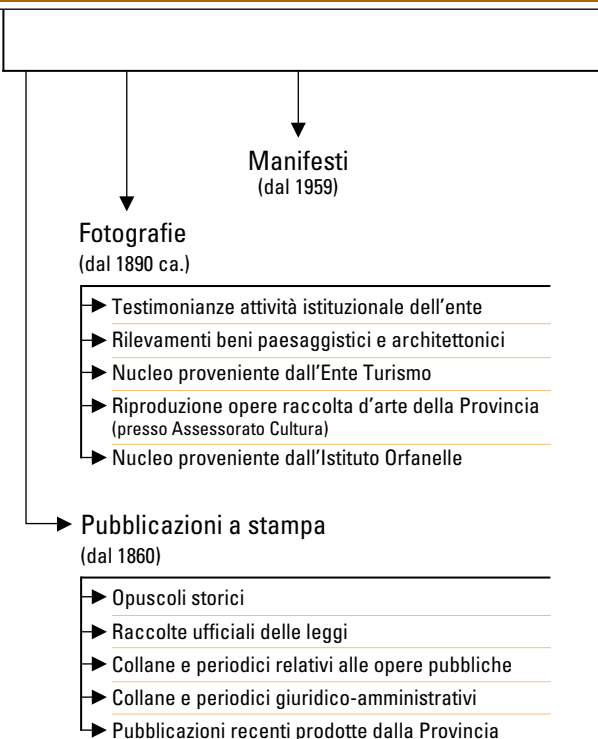 Manifesti
(dal 1959)
Fotografie
(dal 1890 ca.)
Testimonianze attività istituzionale dell'ente
Rilevamenti beni paesaggistici e architettonici
Nucleo proveniente dall'Ente Turismo
Riproduzione opere raccolta d'arte della Provincia
(presso Assessorato Cultura)
Nucleo proveniente dall'Istituto Orfanelle
Pubblicazioni a stampa
(dal 1860)
Opuscoli storici
Raccolte ufficiali delle leggi
Collane e periodici relativi alle opere pubbliche
Collane e periodici giuridico-amministrativi
Pubblicazioni recenti prodotte dalla Provincia